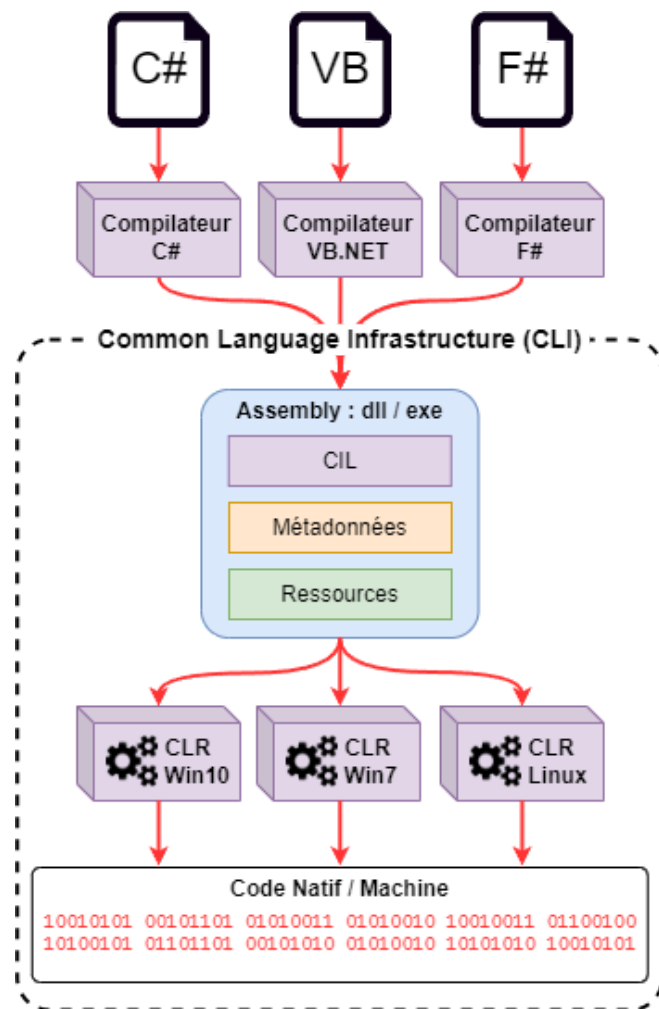 C#
VB
F#
Compilateur
C#
Compilateur
VB.NET
Compilateur
F#
Common Language Infrastructure (CLI)
Assembly : dll / exe
CIL
Métadonnées
Ressources
CLR
Win10
CLR
Win7
CLR
Linux
Code Natif / Machine
10010101 00101101 01010011 01010010 10010011 01100100
10100101 01101101 00101010 01010010 10101010 10010101